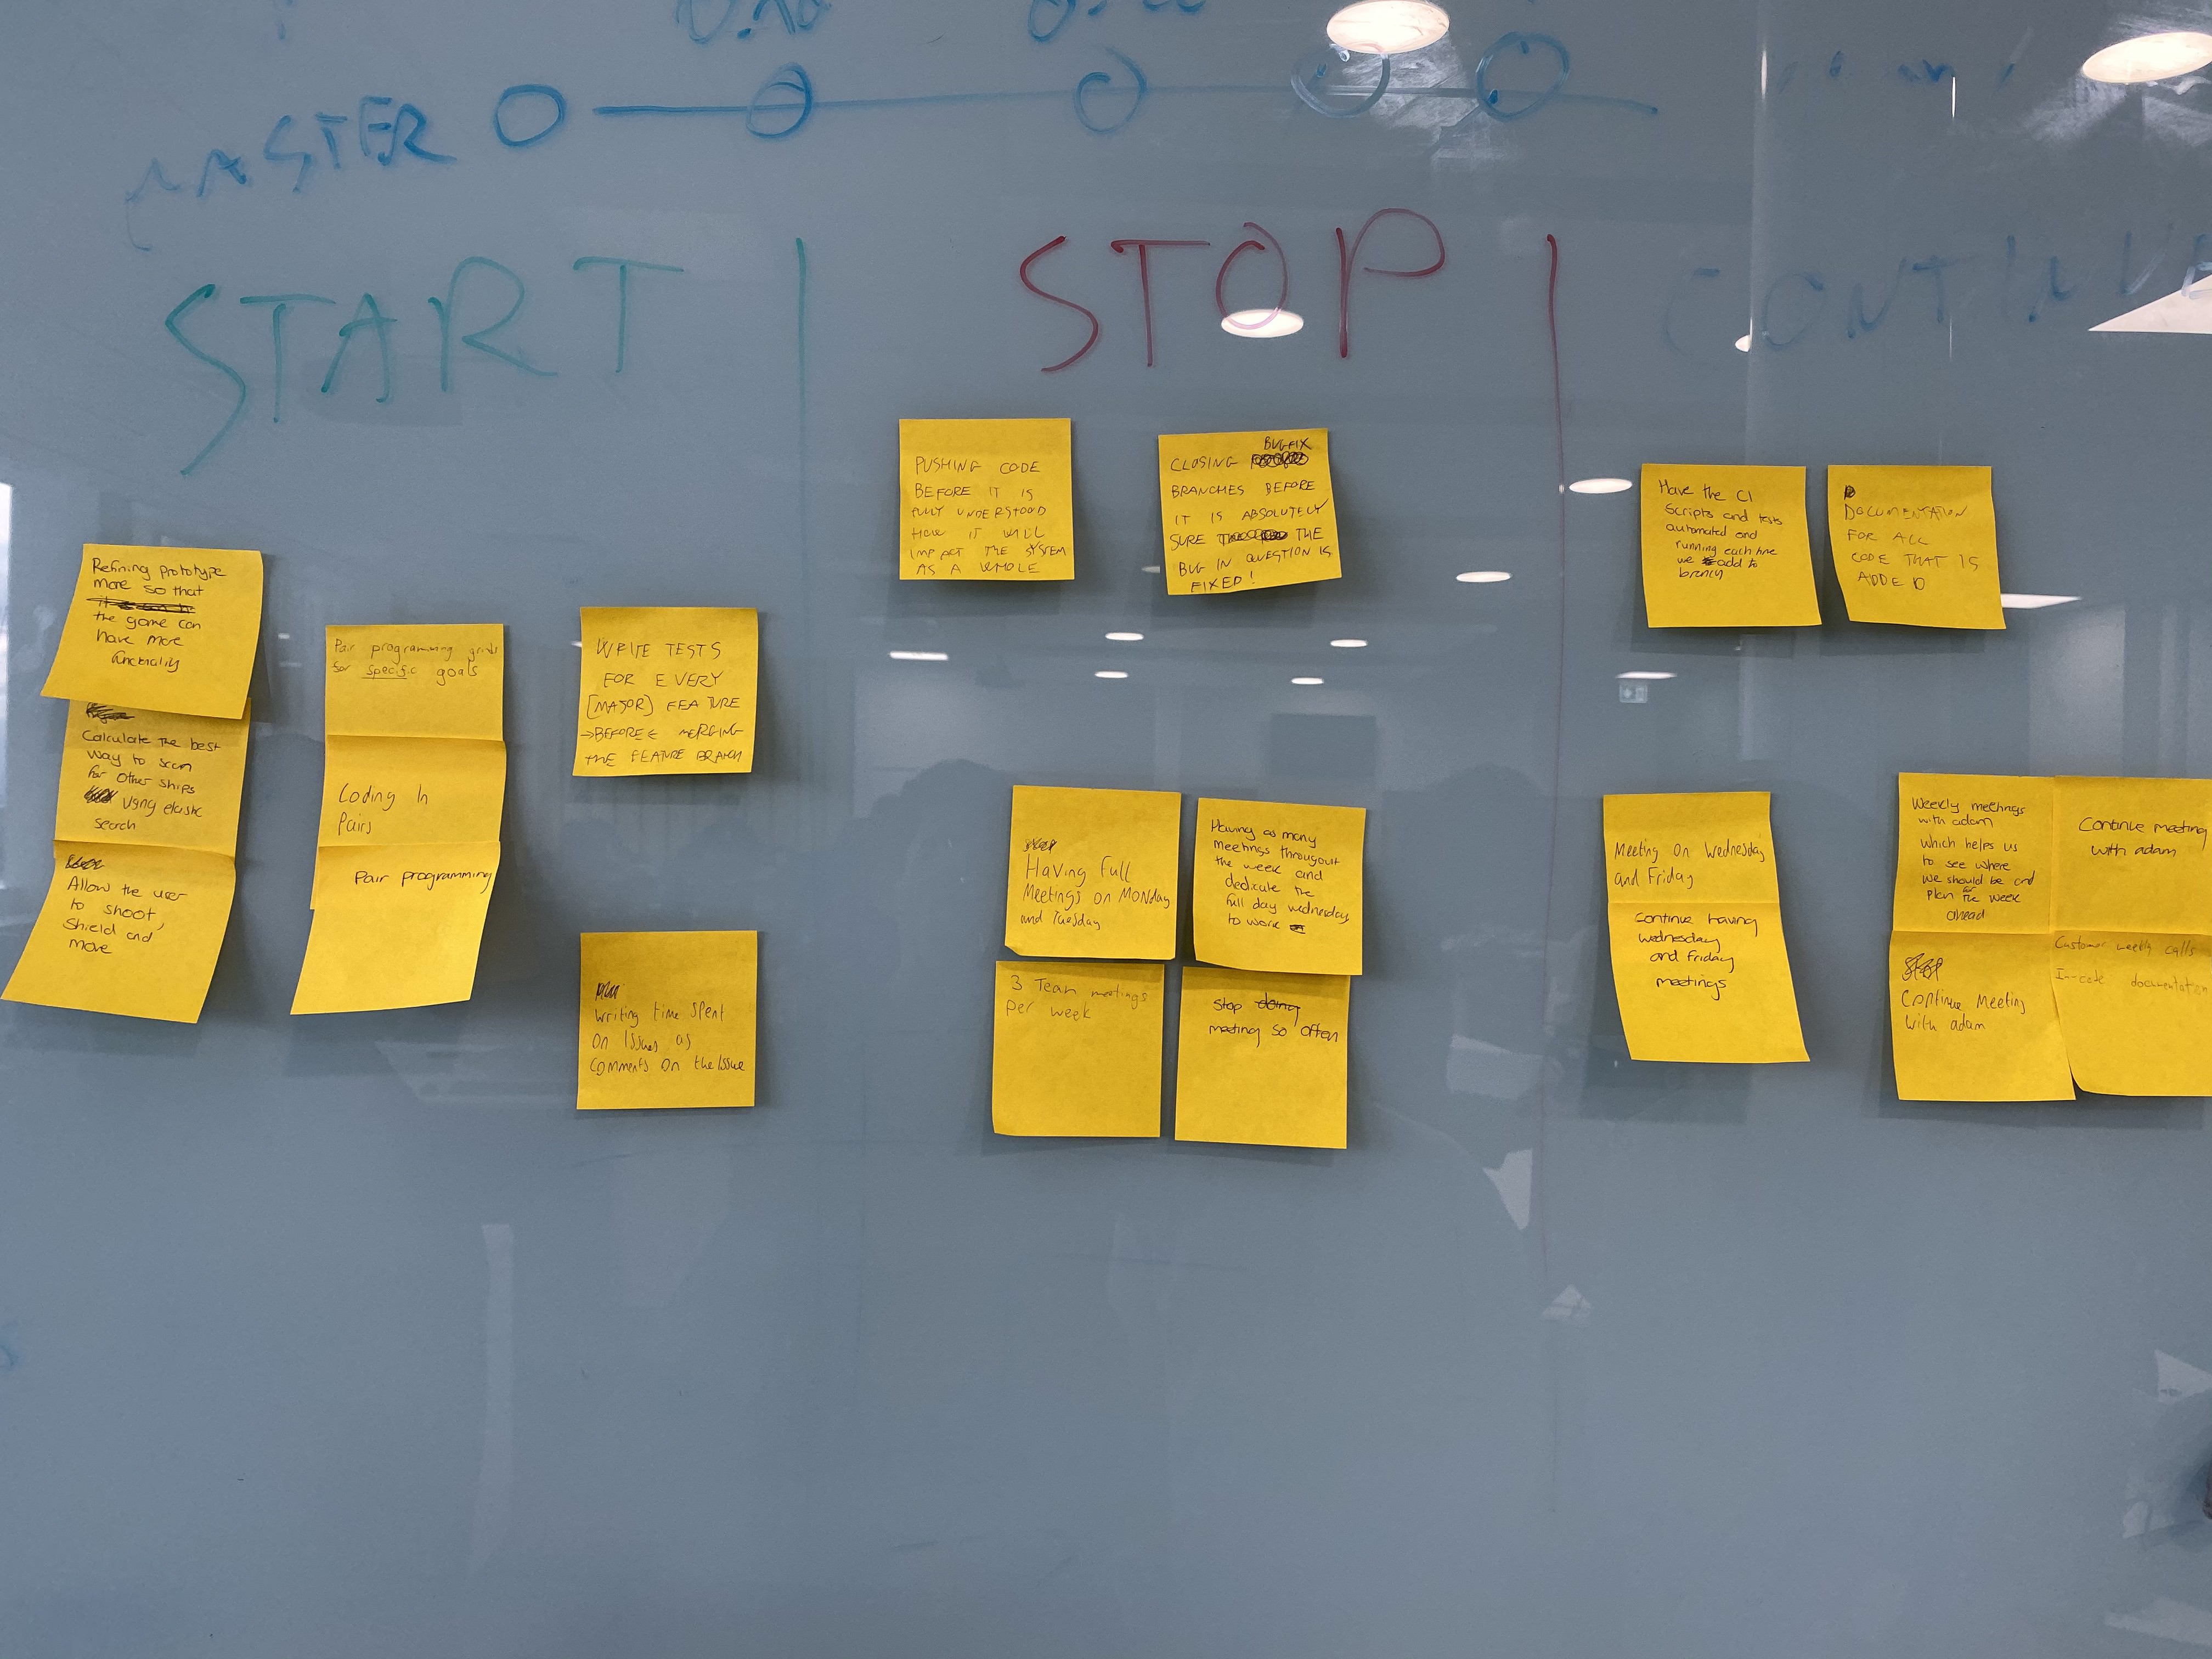 MASTER
START
STOP
CONTINUE
Refining prototype
more so that
the game can
have more
functionality
Calculate the best
way to scan
for other ships
using elastic
search
Allow the user
to shoot,
shield and
move
Pair programming
for specific goals
Coding In
Pairs
Pair programming
WRITE TESTS
FOR EVERY
[MAJOR] FEATURE
→BEFORE← MERGING
THE FEATURE BRANCH
Writing time spent
on Issues as
comments on the Issue
PUSHING CODE
BEFORE IT IS
FULLY UNDERSTOOD
HOW IT WILL
IMPACT THE SYSTEM
AS A WHOLE
BUGFIX
CLOSING
BRANCHES BEFORE
IT IS ABSOLUTELY
SURE THE
BUG IN QUESTION IS
FIXED!
Having full
Meetings on Monday
and Tuesday
Having as many
meetings througout
the week and
dedicate the
full day wednesday
to work
3 Team meetings
per week
stop doing
meeting so often
Have the CI
Scripts and tests
automated and
running each time
we add to
branch
DOCUMENTATION
FOR ALL
CODE THAT IS
ADDED
Meeting on Wednesday
and Friday
Continue having
wednesday
and Friday
meetings
Weekly meetings
with adam
which helps us
to see where
we should be and
plan for the week
ahead
Continue meeting
with adam
Continue Meeting
with adam
Customer weekly calls
In-code documentation